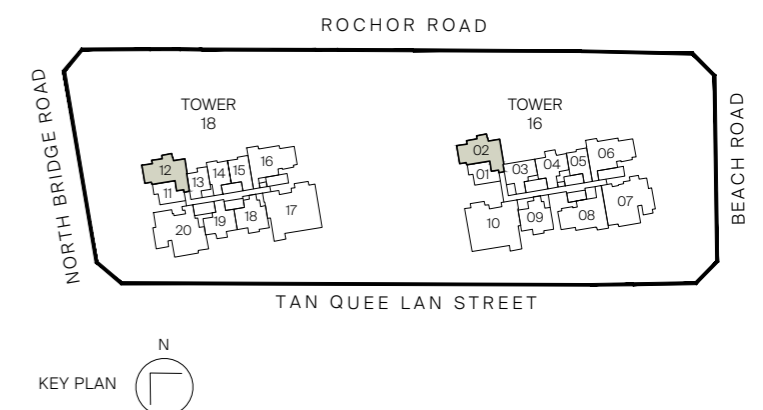 ROCHOR ROAD
NORTH BRIDGE ROAD
BEACH ROAD
TOWER
18
TOWER
16
12
11
13
14
15
16
17
18
19
20
02
01
03
04
05
06
07
08
09
10
TAN QUEE LAN STREET
N
KEY PLAN